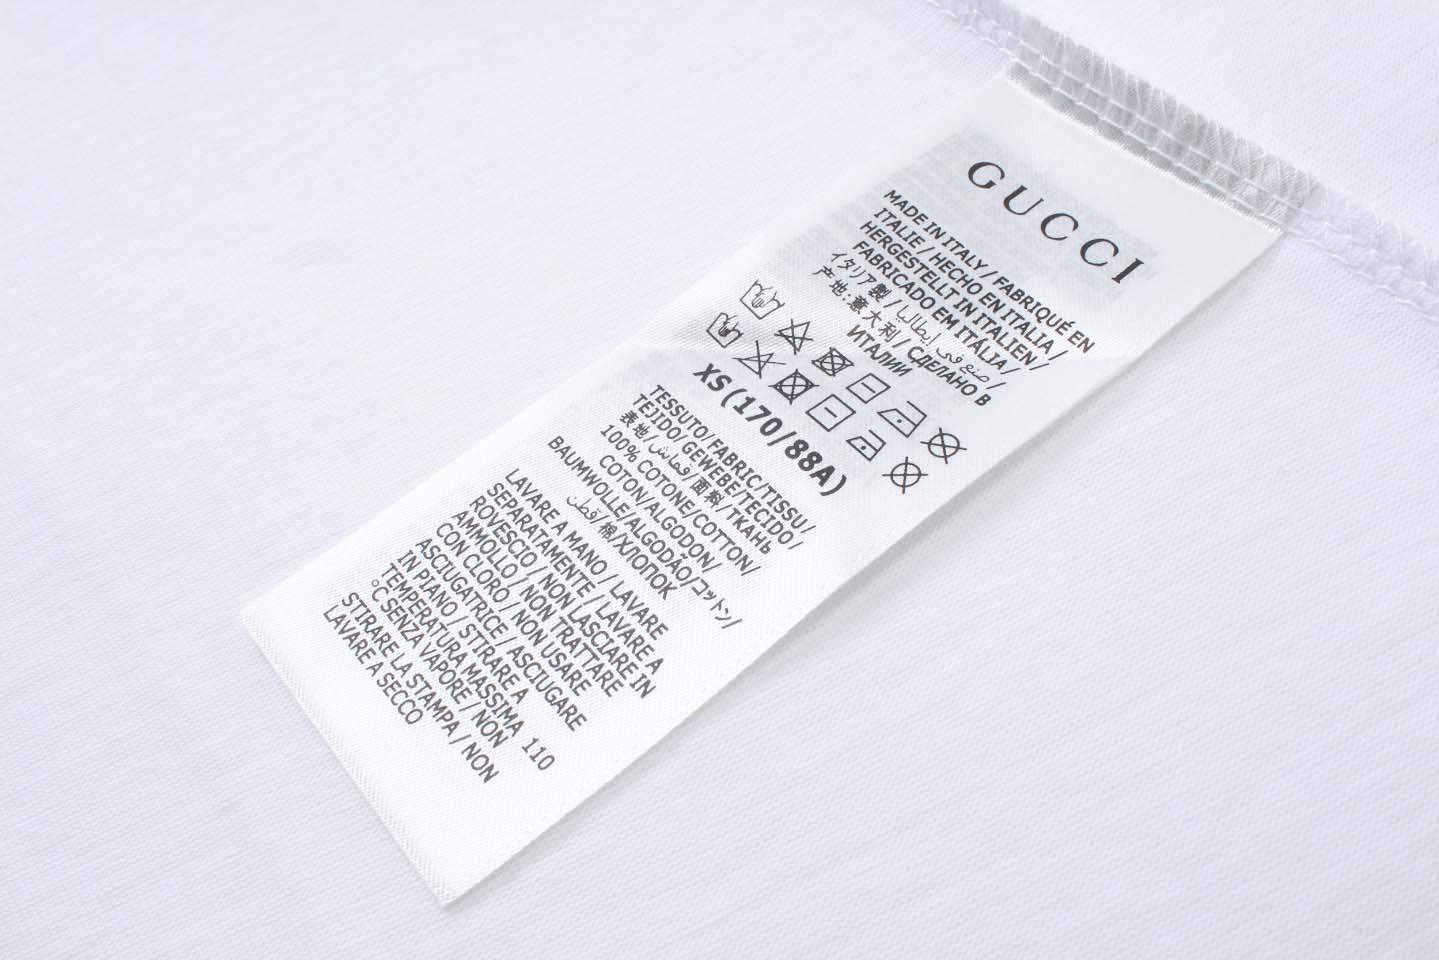 GUCCI
MADE IN ITALY / FABRIQUÉ EN
ITALIE / HECHO EN ITALIA /
HERGESTELLT IN ITALIEN /
FABRICADO EM ITÁLIA /
イタリア製 / صنع في إيطاليا /
产地:意大利 / СДЕЛАНО В
ИТАЛИИ
XS(170/88A)
TESSUTO/FABRIC/TISSU/
TEJIDO/GEWEBE/TECIDO/
表地/قماش/面料/ТКАНЬ
100% COTONE/COTTON/
COTON/ALGODON/
BAUMWOLLE/ALGODÃO/コットン/
قطن/棉/ХЛОПОК
LAVARE A MANO / LAVARE
SEPARATAMENTE / LAVARE A
ROVESCIO / NON LASCIARE IN
AMMOLLO / NON TRATTARE
CON CLORO / NON USARE
ASCIUGATRICE / ASCIUGARE
IN PIANO / STIRARE A
TEMPERATURA MASSIMA 110
°C SENZA VAPORE / NON
STIRARE LA STAMPA / NON
LAVARE A SECCO